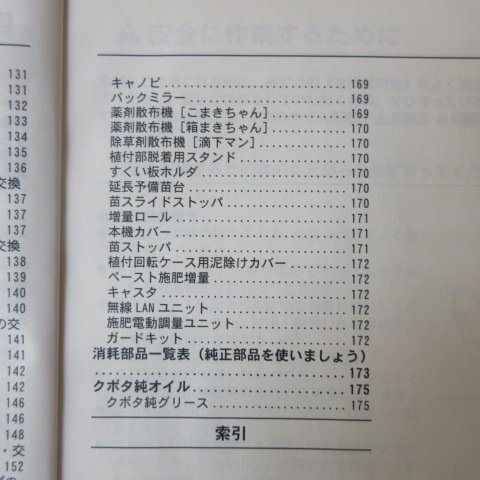 131
131
132
133
134
135
136
交換
137
137
137
交換
138
139
140
140
の交
141
141
142
142
146
146
148
・交
152
キャノピ 169
バックミラー 169
薬剤散布機［こまきちゃん］ 169
薬剤散布機［箱まきちゃん］ 170
除草剤散布機［滴下マン］ 170
植付部脱着用スタンド 170
すくい板ホルダ 170
延長予備苗台 170
苗スライドストッパ 170
増量ロール 171
本機カバー 171
苗ストッパ 171
植付回転ケース用泥除けカバー 172
ペースト施肥増量 172
キャスタ 172
無線LANユニット 172
施肥電動調量ユニット 172
ガードキット 172
消耗部品一覧表（純正部品を使いましょう）
173
クボタ純オイル 175
クボタ純グリース 175
索引